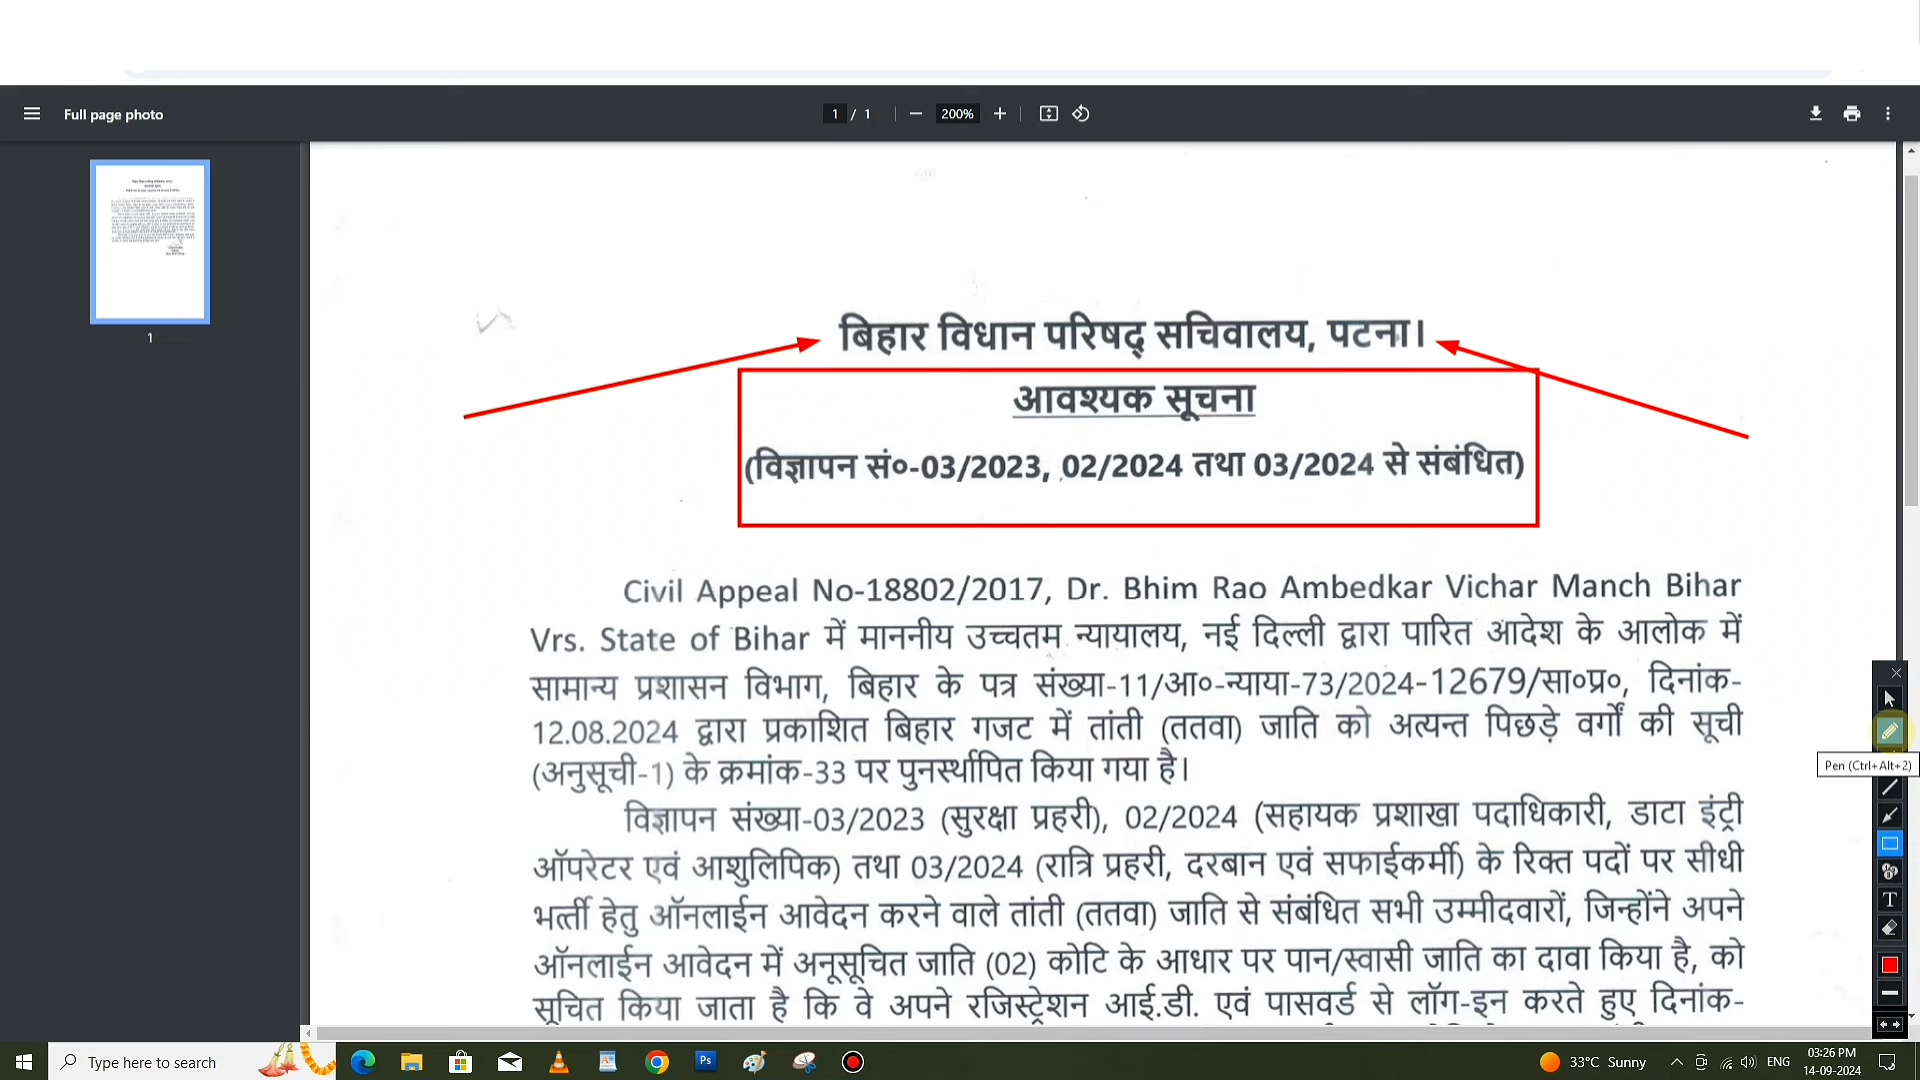 Full page photo
1 / 1
200%
1
बिहार विधान परिषद् सचिवालय, पटना।
आवश्यक सूचना
(विज्ञापन सं०-03/2023, 02/2024 तथा 03/2024 से संबंधित)
Civil Appeal No-18802/2017, Dr. Bhim Rao Ambedkar Vichar Manch Bihar
Vrs. State of Bihar में माननीय उच्चतम न्यायालय, नई दिल्ली द्वारा पारित आदेश के आलोक में
सामान्य प्रशासन विभाग, बिहार के पत्र संख्या-11/आ०-न्याया-73/2024-12679/सा०प्र०, दिनांक-
12.08.2024 द्वारा प्रकाशित बिहार गजट में तांती (ततवा) जाति को अत्यन्त पिछड़े वर्गों की सूची
(अनुसूची-1) के क्रमांक-33 पर पुनर्स्थापित किया गया है।
विज्ञापन संख्या-03/2023 (सुरक्षा प्रहरी), 02/2024 (सहायक प्रशाखा पदाधिकारी, डाटा इंट्री
ऑपरेटर एवं आशुलिपिक) तथा 03/2024 (रात्रि प्रहरी, दरबान एवं सफाईकर्मी) के रिक्त पदों पर सीधी
भर्त्ती हेतु ऑनलाईन आवेदन करने वाले तांती (ततवा) जाति से संबंधित सभी उम्मीदवारों, जिन्होंने अपने
ऑनलाईन आवेदन में अनूसूचित जाति (02) कोटि के आधार पर पान/स्वासी जाति का दावा किया है, को
सूचित किया जाता है कि वे अपने रजिस्ट्रेशन आई.डी. एवं पासवर्ड से लॉग-इन करते हुए दिनांक-
Pen (Ctrl+Alt+2)
T
Type here to search
Ps
33°C Sunny
ENG
03:26 PM
14-09-2024